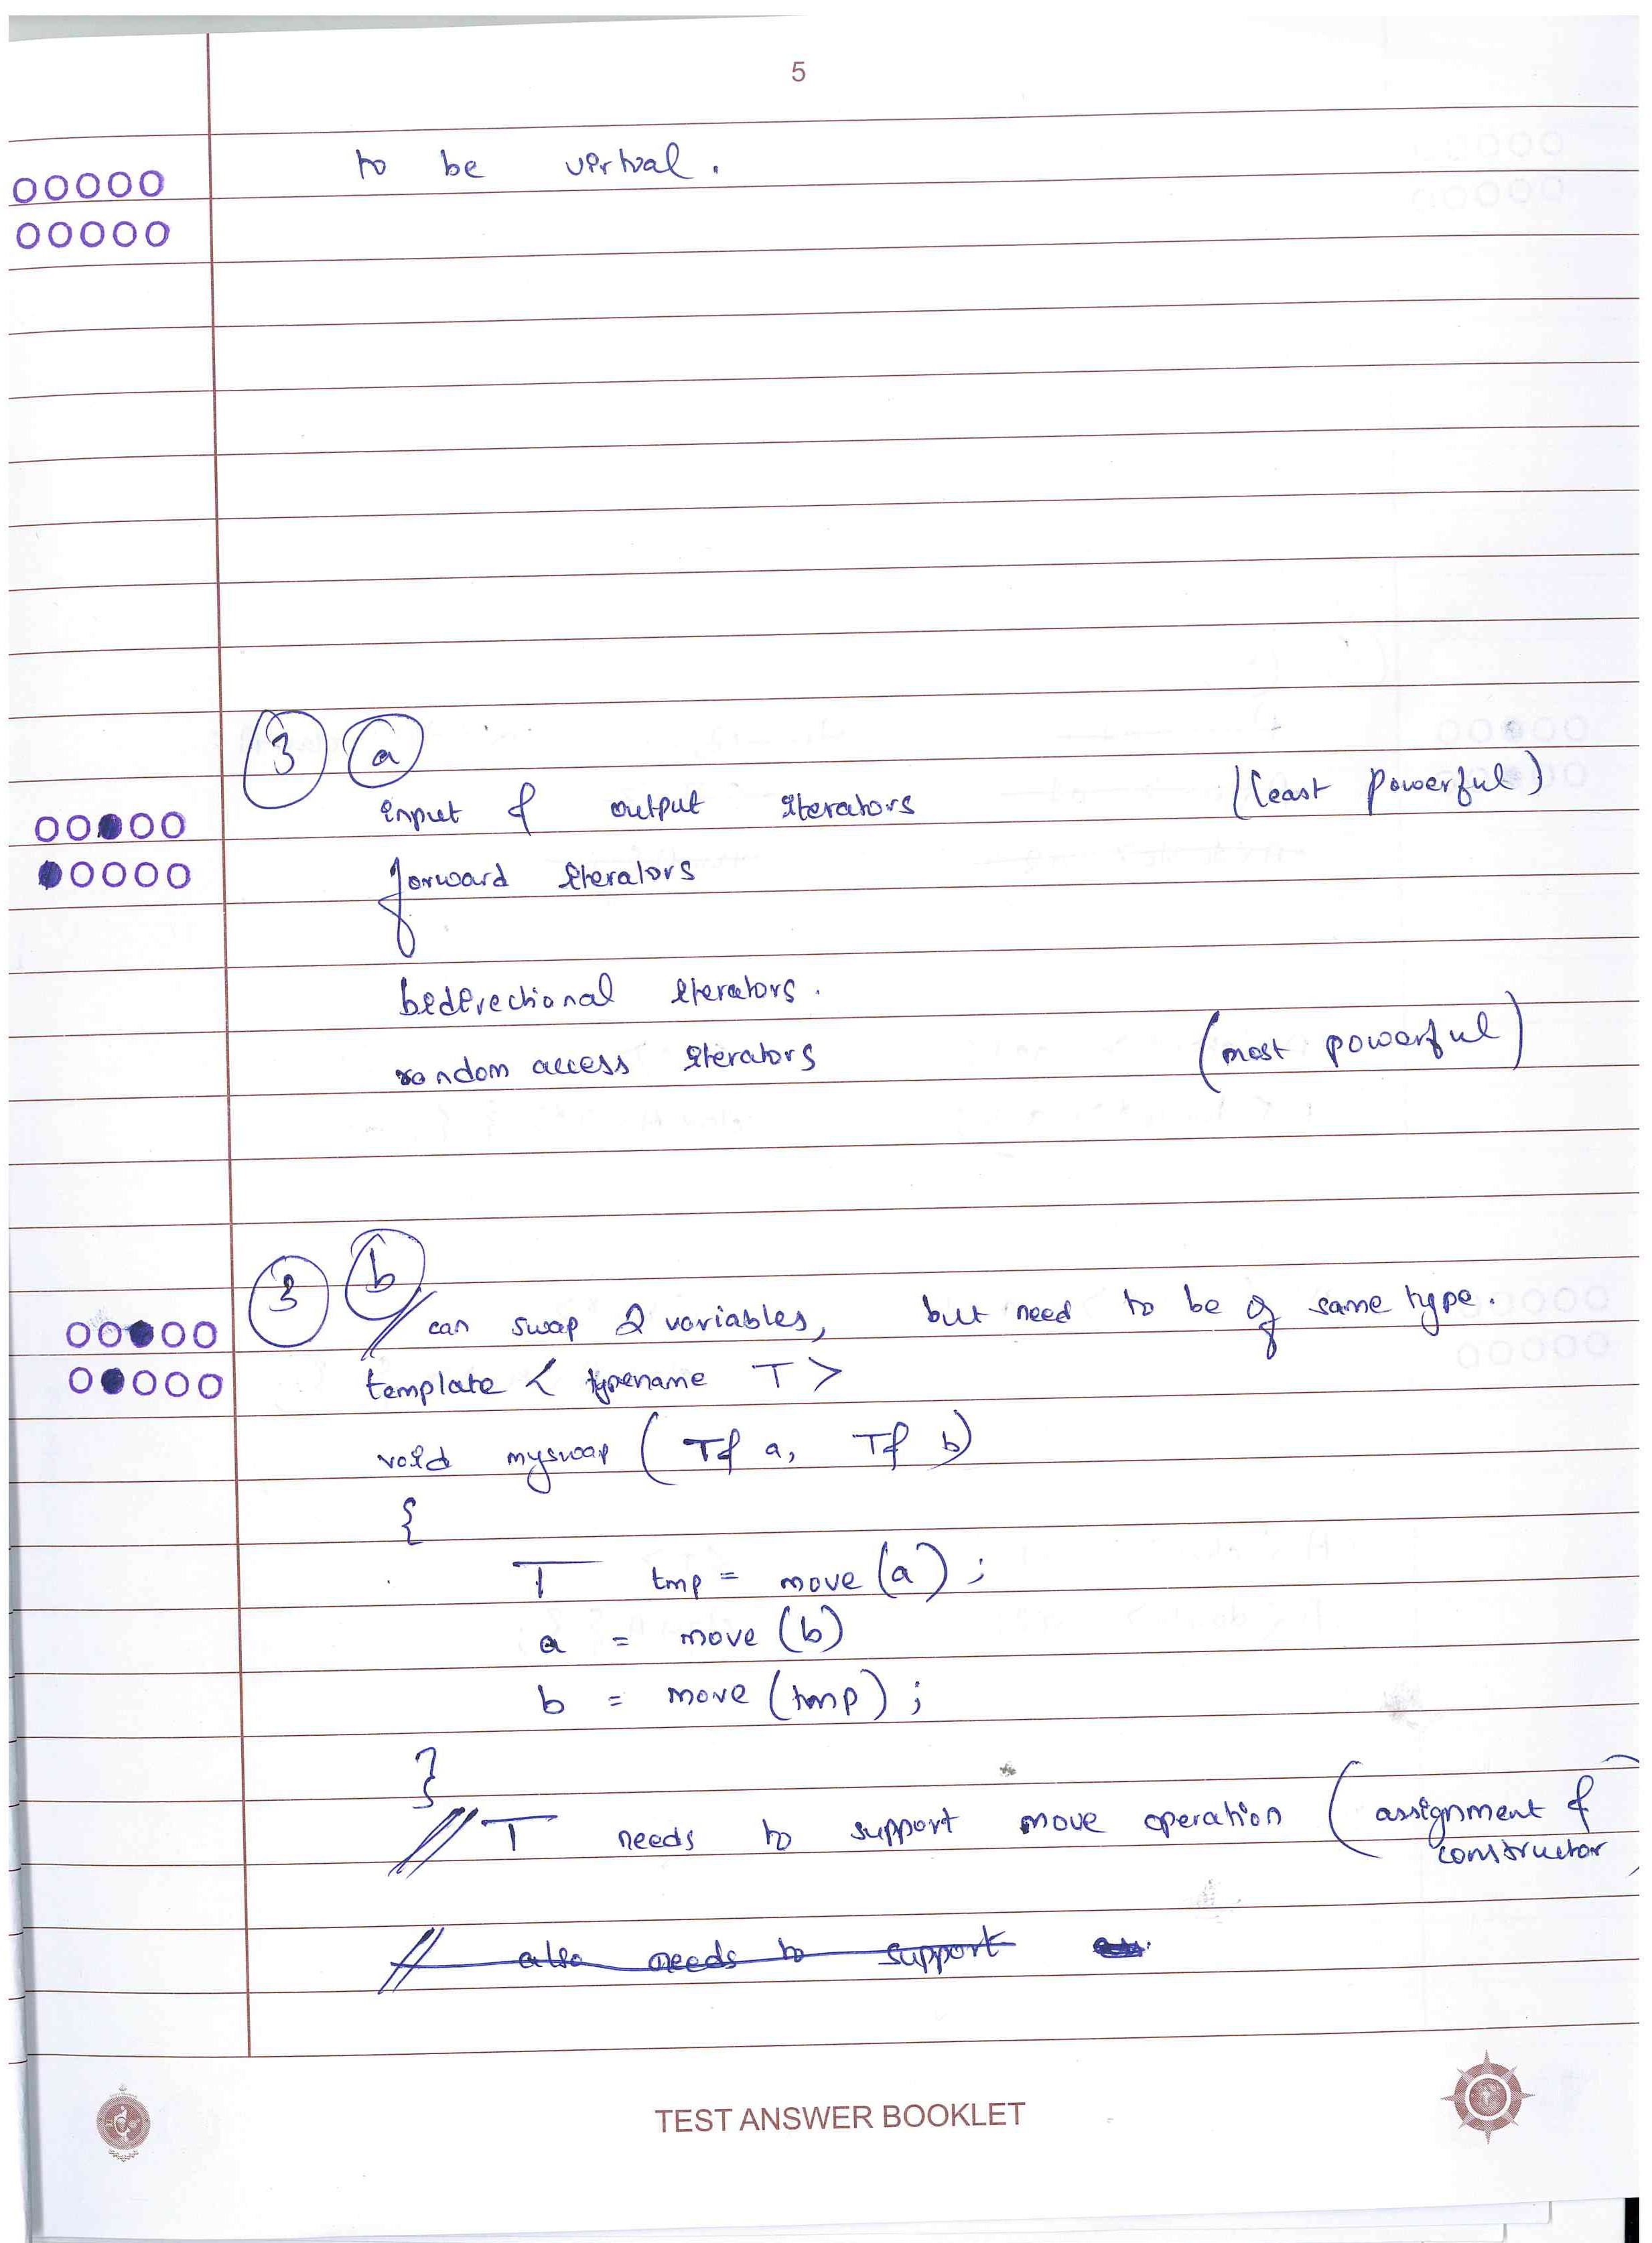 5
to be virtual.
3 a
input & output iterators (least powerful)
forward iterators
bidirectional iterators.
random access iterators (most powerful)
3 b
// can swap 2 variables, but need to be of same type.
template < typename T >
void myswap ( T& a, T& b)
{
T tmp = move (a) ;
a = move (b)
b = move (tmp) ;
}
// T needs to support move operation ( assignment &
constructor
// also needs to support
TEST ANSWER BOOKLET